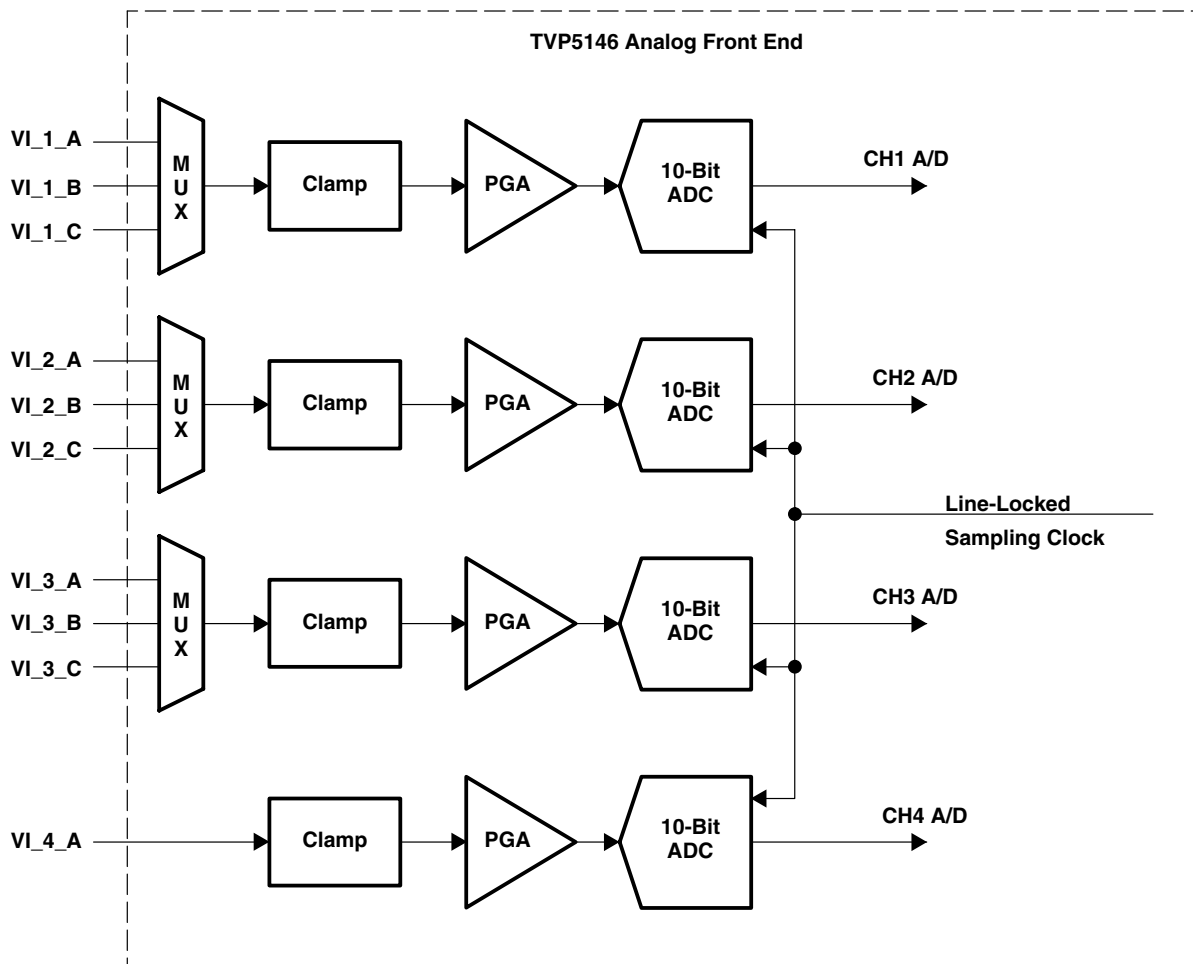 TVP5146 Analog Front End
VI_1_A
VI_1_B
VI_1_C
M
U
X
Clamp
PGA
10-Bit
ADC
CH1 A/D
VI_2_A
VI_2_B
VI_2_C
M
U
X
Clamp
PGA
10-Bit
ADC
CH2 A/D
Line-Locked
Sampling Clock
VI_3_A
VI_3_B
VI_3_C
M
U
X
Clamp
PGA
10-Bit
ADC
CH3 A/D
VI_4_A
Clamp
PGA
10-Bit
ADC
CH4 A/D